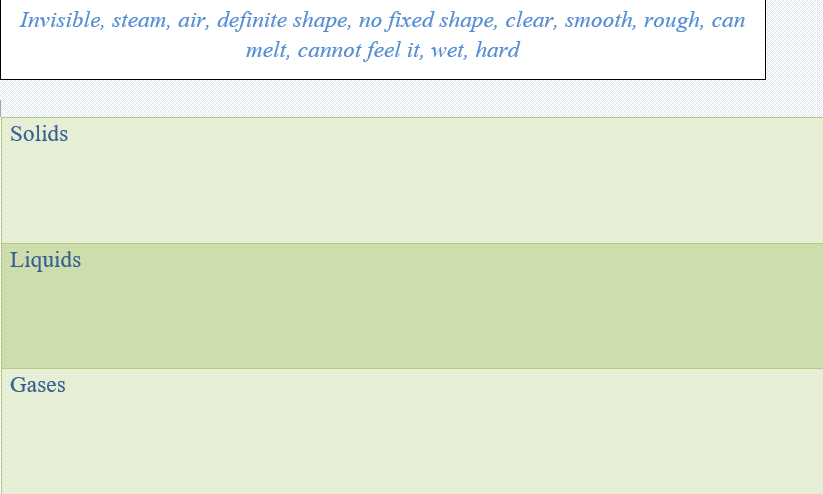 Invisible, steam, air, definite shape, no fixed shape, clear, smooth, rough, can
melt, cannot feel it, wet, hard
Solids
Liquids
Gases